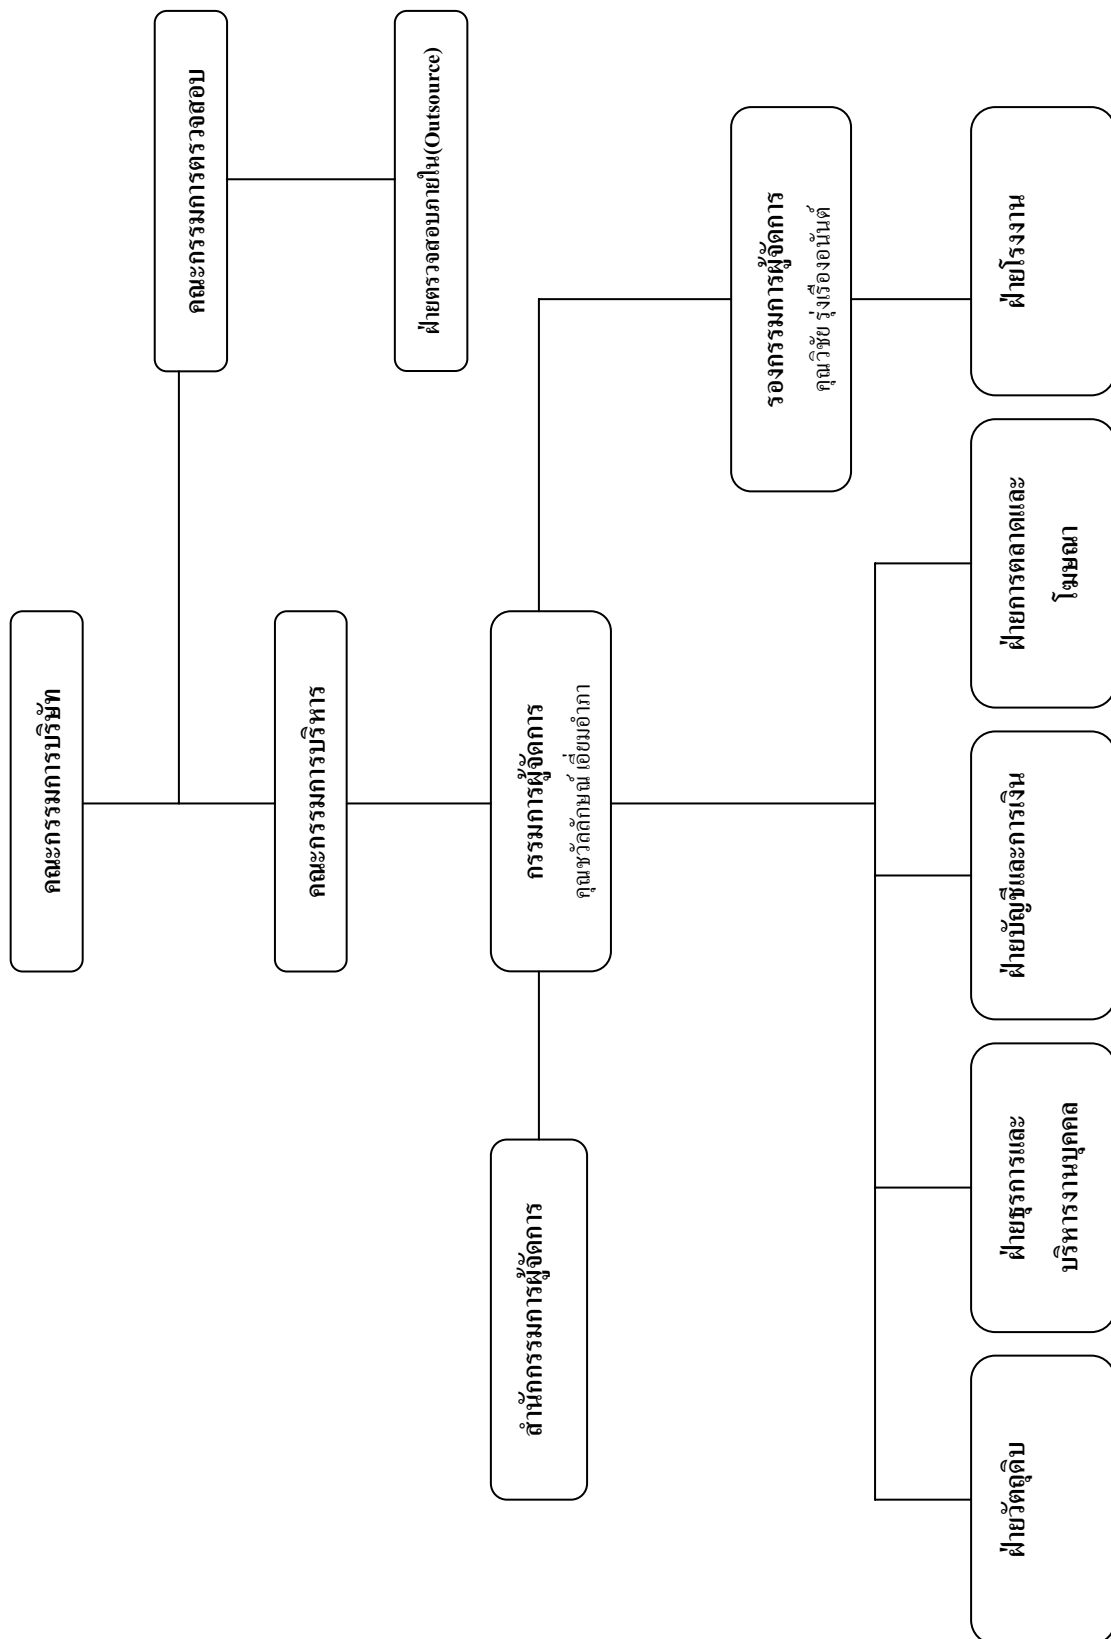 คณะกรรมการบริษัท
คณะกรรมการตรวจสอบ
คณะกรรมการบริหาร
ฝ่ายตรวจสอบภายใน(Outsource)
สำนักกรรมการผู้จัดการ
กรรมการผู้จัดการ
คุณชวัลลักษณ์ เอี่ยมอำภา
รองกรรมการผู้จัดการ
คุณวิชัย รุ่งเรืองอนันต์
ฝ่ายวัตถุดิบ
ฝ่ายธุรการและ
บริหารงานบุคคล
ฝ่ายบัญชีและการเงิน
ฝ่ายการตลาดและ
โฆษณา
ฝ่ายโรงงาน